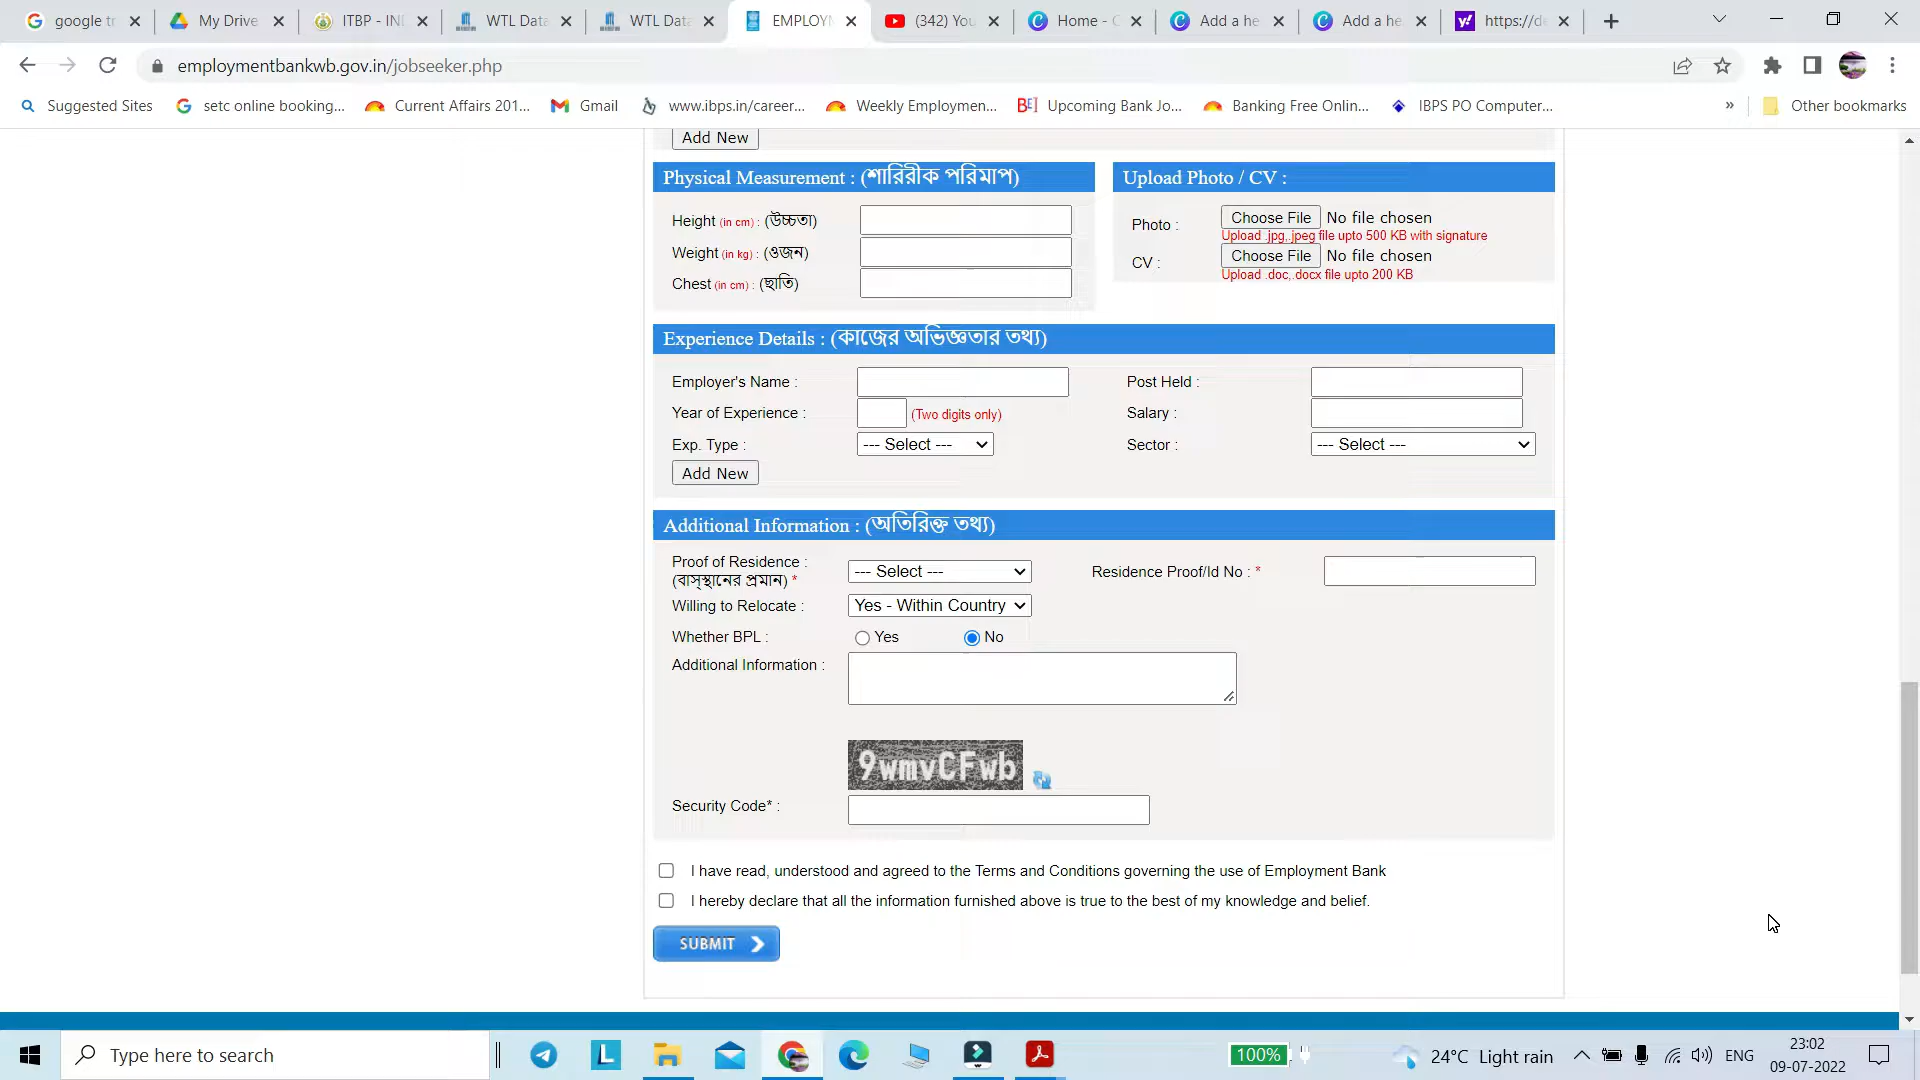 google tr
My Drive
ITBP - IN
WTL Data
WTL Data
EMPLOYM
(342) You
Home - C
Add a he
Add a he
https://de
employmentbankwb.gov.in/jobseeker.php
Suggested Sites
setc online booking...
Current Affairs 201...
Gmail
www.ibps.in/career...
Weekly Employmen...
Upcoming Bank Jo...
Banking Free Onlin...
IBPS PO Computer...
»
Other bookmarks
Add New
Physical Measurement : (শারিরীক পরিমাপ)
Height (in cm) : (উচ্চতা)
Weight (in kg) : (ওজন)
Chest (in cm) : (ছাতি)
Upload Photo / CV :
Photo : Choose File No file chosen
Upload .jpg,.jpeg file upto 500 KB with signature
CV : Choose File No file chosen
Upload .doc,.docx file upto 200 KB
Experience Details : (কাজের অভিজ্ঞতার তথ্য)
Employer's Name :
Post Held :
Year of Experience : (Two digits only)
Salary :
Exp. Type : --- Select ---
Sector : --- Select ---
Add New
Additional Information : (অতিরিক্ত তথ্য)
Proof of Residence :
(বাস্স্থানের প্রমান) * --- Select ---
Residence Proof/Id No : *
Willing to Relocate : Yes - Within Country
Whether BPL : Yes No
Additional Information :
9wmvCFwb
Security Code* :
I have read, understood and agreed to the Terms and Conditions governing the use of Employment Bank
I hereby declare that all the information furnished above is true to the best of my knowledge and belief.
SUBMIT
Type here to search
L
100%
24°C Light rain
ENG
23:02
09-07-2022